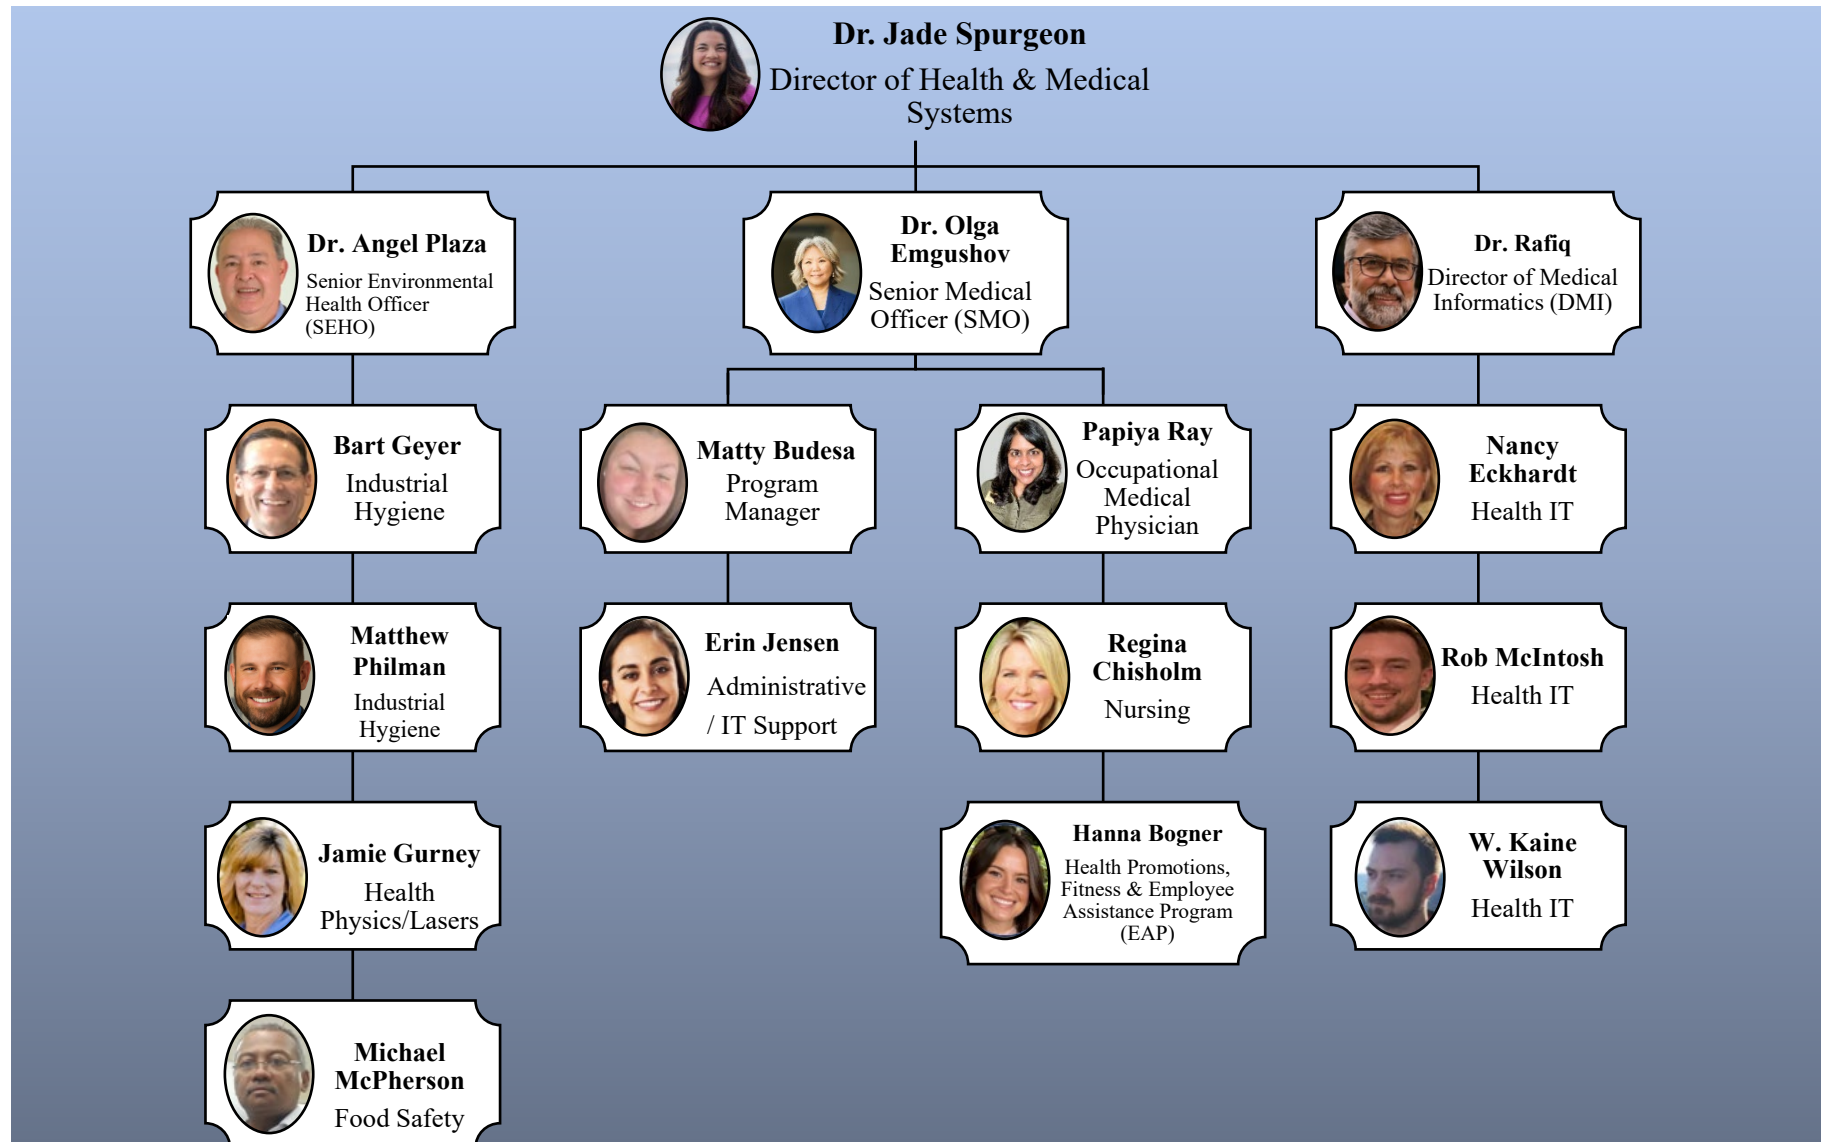 Dr. Jade Spurgeon
Director of Health & Medical
Systems
Dr. Angel Plaza
Senior Environmental
Health Officer
(SEHO)
Dr. Olga
Emgushov
Senior Medical
Officer (SMO)
Dr. Rafiq
Director of Medical
Informatics (DMI)
Bart Geyer
Industrial
Hygiene
Matty Budesa
Program
Manager
Papiya Ray
Occupational
Medical
Physician
Nancy
Eckhardt
Health IT
Matthew
Philman
Industrial
Hygiene
Erin Jensen
Administrative
/ IT Support
Regina
Chisholm
Nursing
Rob McIntosh
Health IT
Jamie Gurney
Health
Physics/Lasers
Hanna Bogner
Health Promotions,
Fitness & Employee
Assistance Program
(EAP)
W. Kaine
Wilson
Health IT
Michael
McPherson
Food Safety